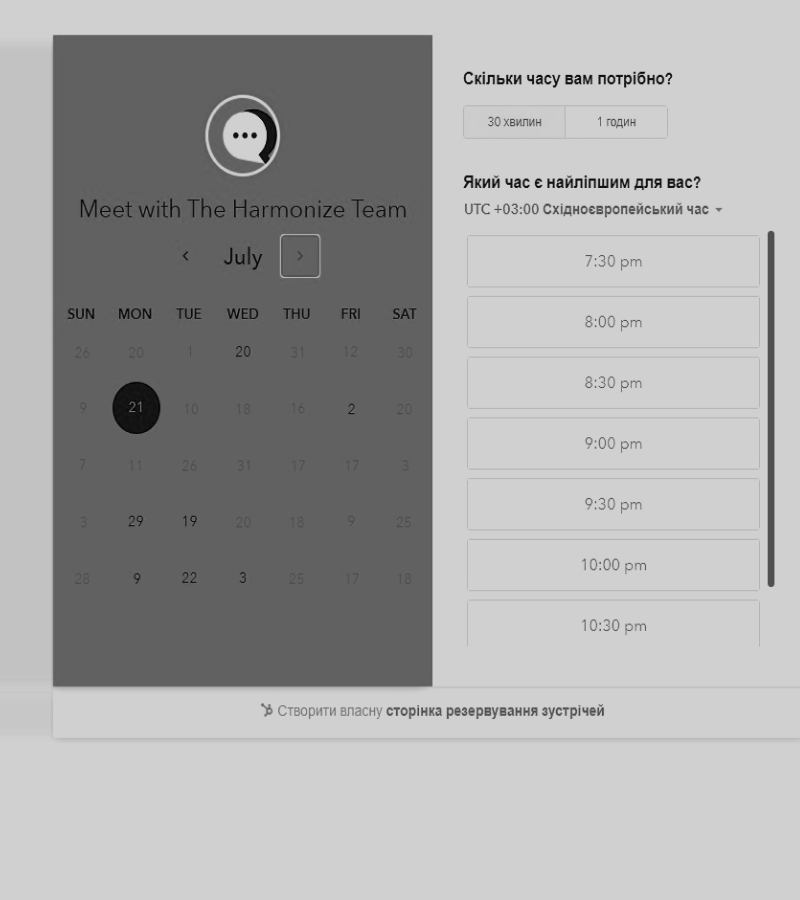 Meet with The Harmonize Team
July
SUN MON TUE WED THU FRI SAT
26 20 1 20 31 12 30
9 21 10 18 16 2 20
7 11 26 31 17 17 3
3 29 19 20 18 9 25
28 9 22 3 25 17 18
Скільки часу вам потрібно?
30 хвилин 1 годин
Який час є найліпшим для вас?
UTC +03:00 Східноєвропейський час
7:30 pm
8:00 pm
8:30 pm
9:00 pm
9:30 pm
10:00 pm
10:30 pm
Створити власну сторінка резервування зустрічей